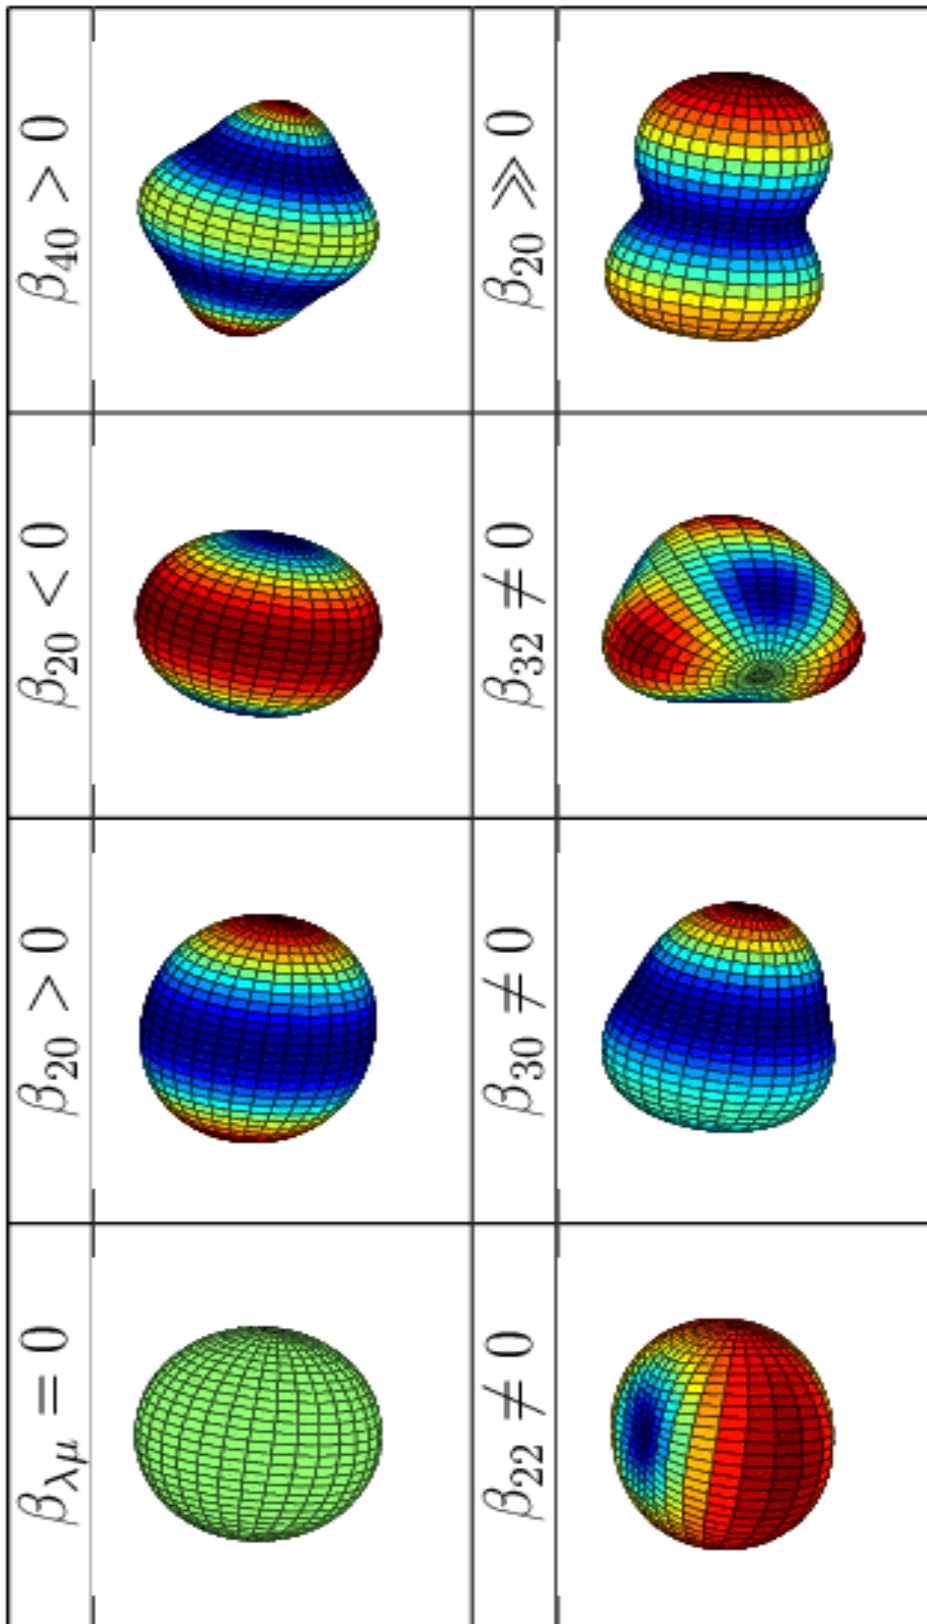 β_{λμ} = 0
β_{20} > 0
β_{20} < 0
β_{40} > 0
β_{22} ≠ 0
β_{30} ≠ 0
β_{32} ≠ 0
β_{20} ≫ 0